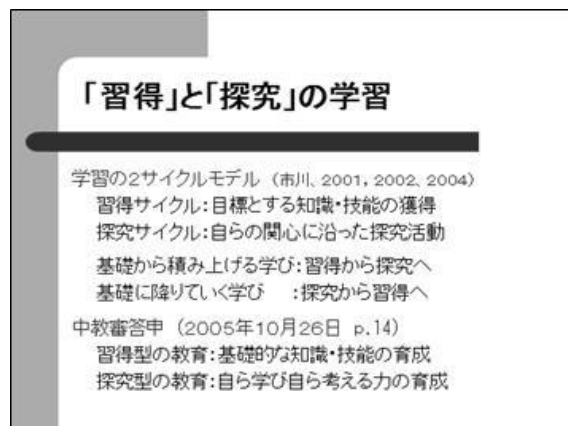 「習得」と「探究」の学習
学習の2サイクルモデル（市川、2001，2002、2004）
習得サイクル：目標とする知識・技能の獲得
探究サイクル：自らの関心に沿った探究活動
基礎から積み上げる学び：習得から探究へ
基礎に降りていく学び　：探究から習得へ
中教審答申（2005年10月26日 p.14）
習得型の教育：基礎的な知識・技能の育成
探究型の教育：自ら学び自ら考える力の育成